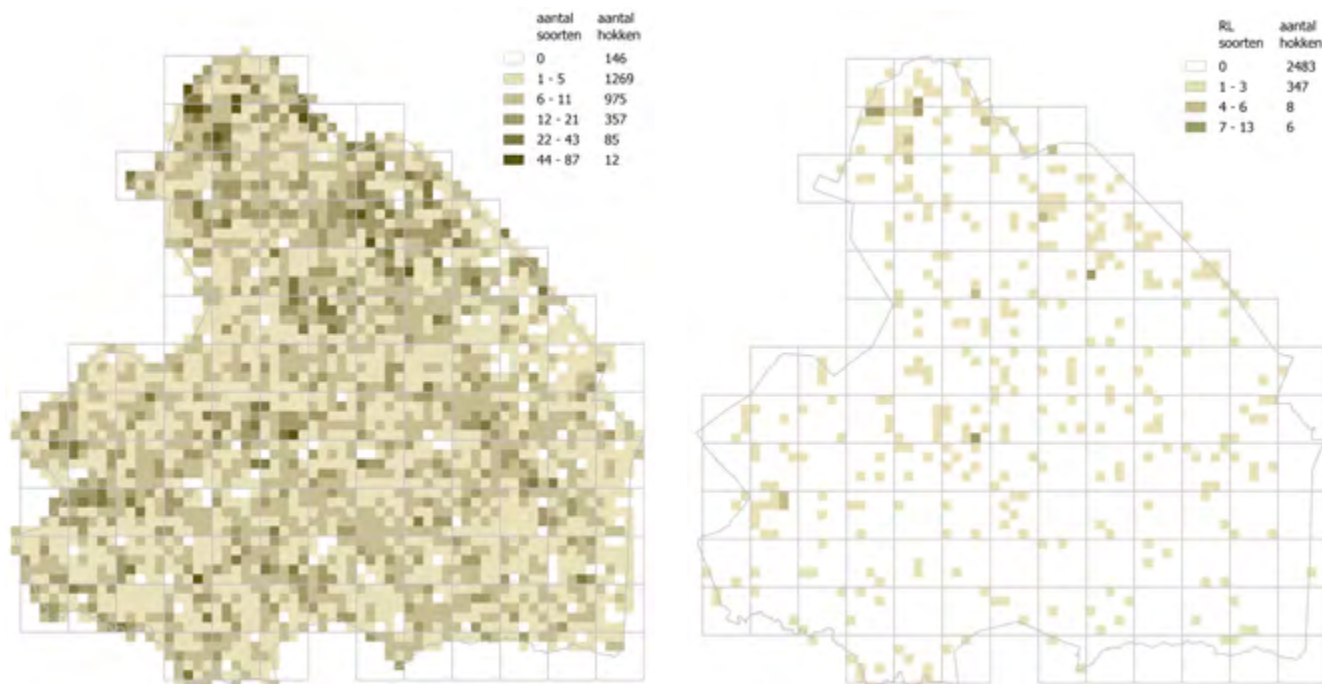 aantal aantal
soorten hokken
0 146
1 - 5 1269
6 - 11 975
12 - 21 357
22 - 43 85
44 - 87 12
RL aantal
soorten hokken
0 2483
1 - 3 347
4 - 6 8
7 - 13 6